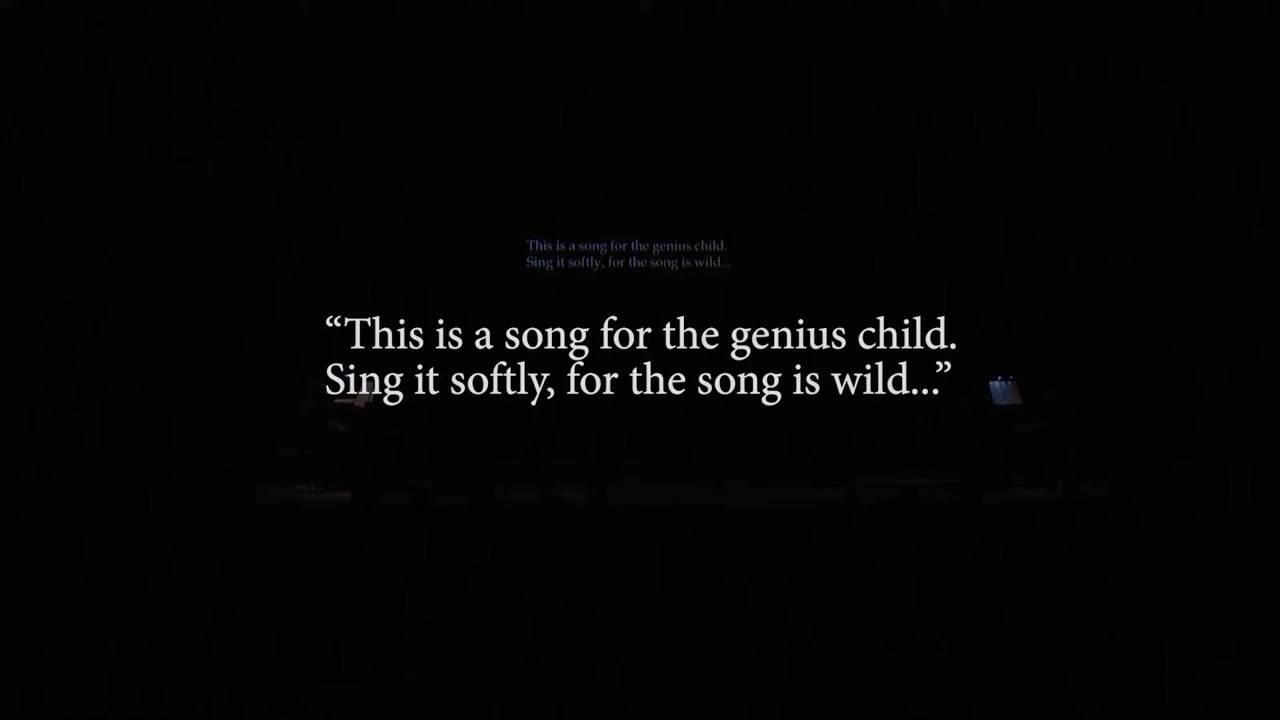 This is a song for the genius child.
Sing it softly, for the song is wild...
“This is a song for the genius child.
Sing it softly, for the song is wild...”